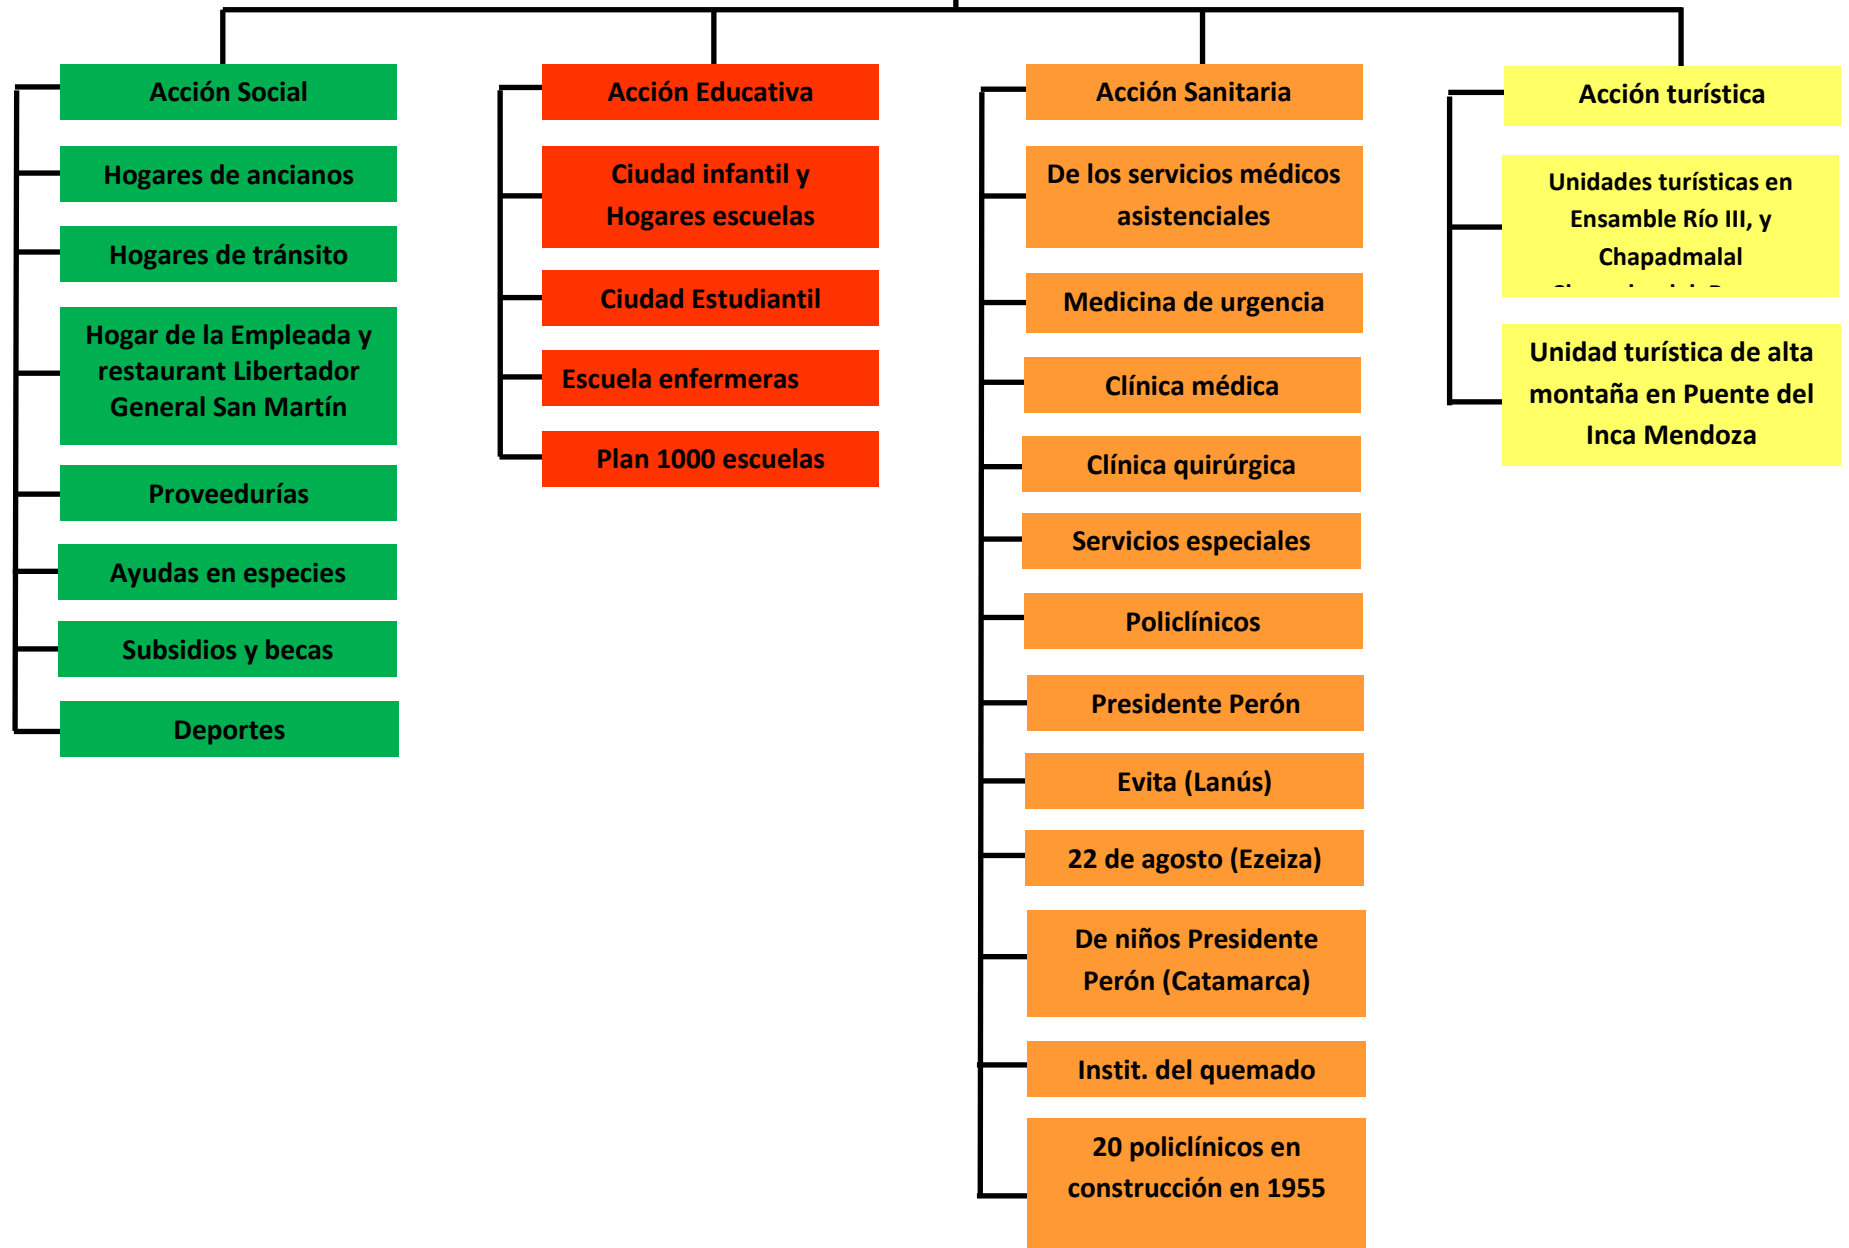 Acción Social
Hogares de ancianos
Hogares de tránsito
Hogar de la Empleada y
restaurant Libertador
General San Martín
Proveedurías
Ayudas en especies
Subsidios y becas
Deportes
Acción Educativa
Ciudad infantil y
Hogares escuelas
Ciudad Estudiantil
Escuela enfermeras
Plan 1000 escuelas
Acción Sanitaria
De los servicios médicos
asistenciales
Medicina de urgencia
Clínica médica
Clínica quirúrgica
Servicios especiales
Policlínicos
Presidente Perón
Evita (Lanús)
22 de agosto (Ezeiza)
De niños Presidente
Perón (Catamarca)
Instit. del quemado
20 policlínicos en
construcción en 1955
Acción turística
Unidades turísticas en
Ensamble Río III, y
Chapadmalal
Unidad turística de alta
montaña en Puente del
Inca Mendoza